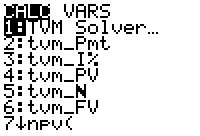 CALC VARS
1:TVM Solver…
2:tvm_Pmt
3:tvm_I%
4:tvm_PV
5:tvm_N
6:tvm_FV
7↓npv(